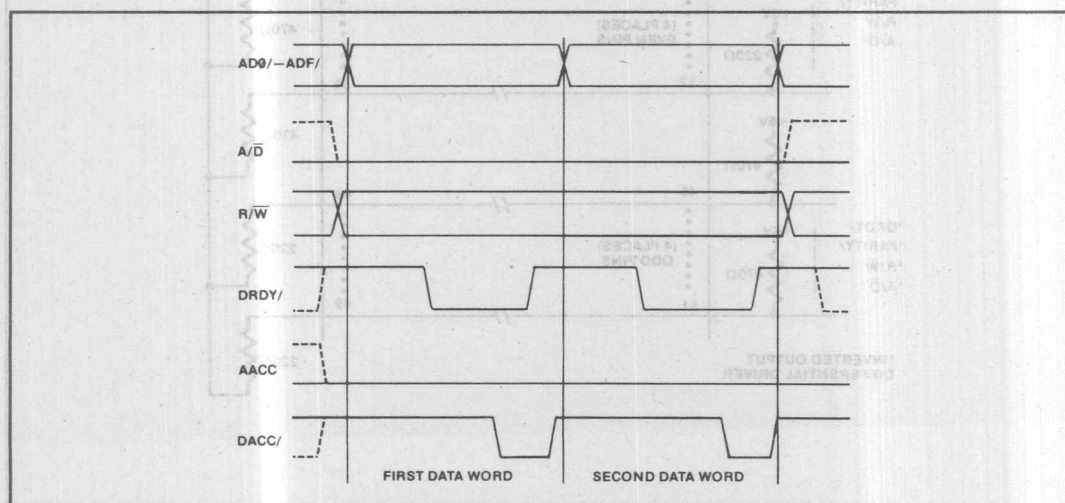 AD0/—ADF/
A/D̅
R/W̅
DRDY/
AACC
DACC/
FIRST DATA WORD
SECOND DATA WORD